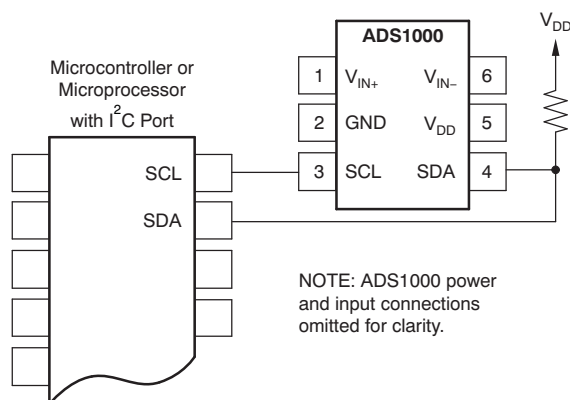 V_DD
ADS1000
Microcontroller or
Microprocessor
with I²C Port
1 V_IN+ V_IN– 6
2 GND V_DD 5
3 SCL SDA 4
SCL
SDA
NOTE: ADS1000 power
and input connections
omitted for clarity.